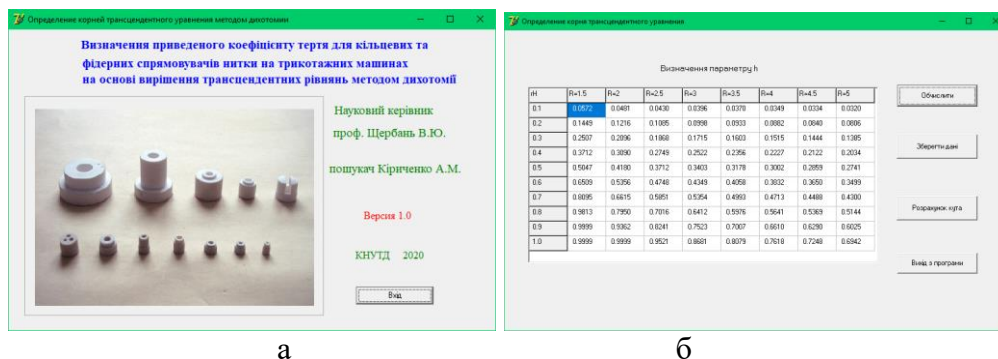 Определение корней трансцендентного уравнения методом дихотомии
Визначення приведеного коефіцієнту тертя для кільцевих та
фідерних спрямовувачів нитки на трикотажних машинах
на основі вирішення трансцендентних рівнянь методом дихотомії
Науковий керівник
проф. Щербань В.Ю.
пошукач Кіриченко А.М.
Версия 1.0
КНУТД 2020
Вхід
а
Определение корня трансцендентного уравнения
Визначення параметру h
rH R=1.5 R=2 R=2.5 R=3 R=3.5 R=4 R=4.5 R=5
0.1 0.0572 0.0481 0.0430 0.0396 0.0370 0.0349 0.0334 0.0320
0.2 0.1449 0.1216 0.1085 0.0998 0.0933 0.0882 0.0840 0.0806
0.3 0.2507 0.2096 0.1868 0.1715 0.1603 0.1515 0.1444 0.1385
0.4 0.3712 0.3090 0.2749 0.2522 0.2356 0.2227 0.2122 0.2034
0.5 0.5047 0.4180 0.3712 0.3403 0.3178 0.3002 0.2859 0.2741
0.6 0.6509 0.5356 0.4748 0.4349 0.4058 0.3832 0.3650 0.3499
0.7 0.8095 0.6615 0.5851 0.5354 0.4993 0.4713 0.4488 0.4300
0.8 0.9813 0.7950 0.7016 0.6412 0.5976 0.5641 0.5369 0.5144
0.9 0.9999 0.9362 0.8241 0.7523 0.7007 0.6610 0.6290 0.6025
1.0 0.9999 0.9999 0.9521 0.8681 0.8079 0.7618 0.7248 0.6942
Обчислити
Зберегти дані
Розрахунок кута
Вихід з програми
б